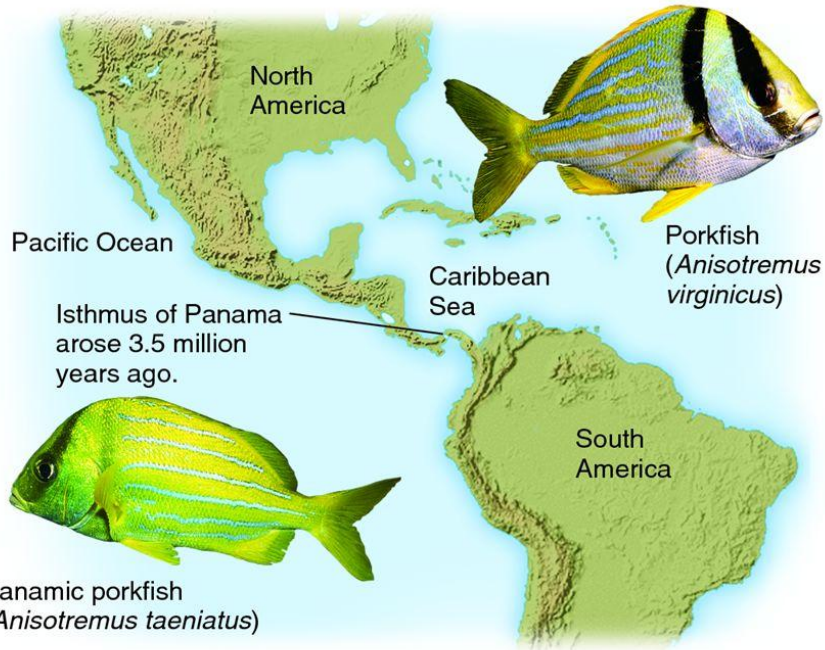 North
America
Pacific Ocean
Caribbean
Sea
Porkfish
(Anisotremus
virginicus)
Isthmus of Panama
arose 3.5 million
years ago.
South
America
anamic porkfish
Anisotremus taeniatus)